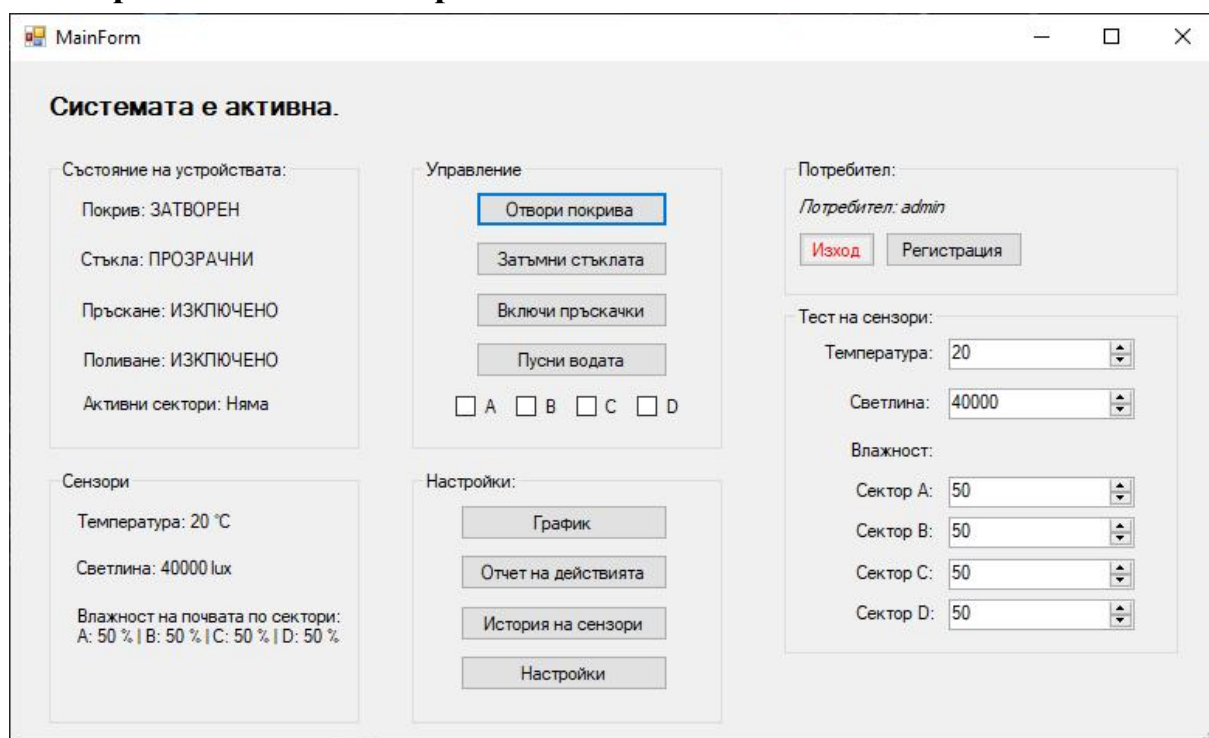 MainForm
Системата е активна.
Състояние на устройствата:
Покрив: ЗАТВОРЕН
Стъкла: ПРОЗРАЧНИ
Пръскане: ИЗКЛЮЧЕНО
Поливане: ИЗКЛЮЧЕНО
Активни сектори: Няма
Управление
Отвори покрива
Затъмни стъклата
Включи пръскачки
Пусни водата
A B C D
Потребител:
Потребител: admin
Изход Регистрация
Сензори
Температура: 20 °C
Светлина: 40000 lux
Влажност на почвата по сектори:
A: 50 % | B: 50 % | C: 50 % | D: 50 %
Настройки:
График
Отчет на действията
История на сензори
Настройки
Тест на сензори:
Температура: 20
Светлина: 40000
Влажност:
Сектор A: 50
Сектор B: 50
Сектор C: 50
Сектор D: 50